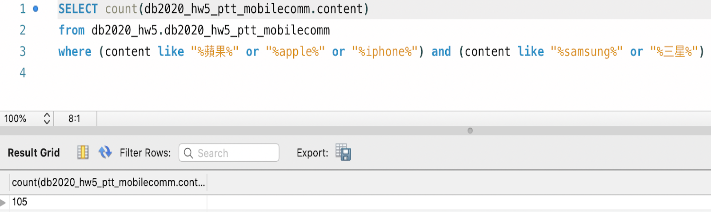 1 SELECT count(db2020_hw5_ptt_mobilecomm.content)
2 from db2020_hw5.db2020_hw5_ptt_mobilecomm
3 where (content like "%蘋果%" or "%apple%" or "%iphone%") and (content like "%samsung%" or "%三星%")
4
100% 8:1
Result Grid Filter Rows: Search Export:
count(db2020_hw5_ptt_mobilecomm.cont...
105